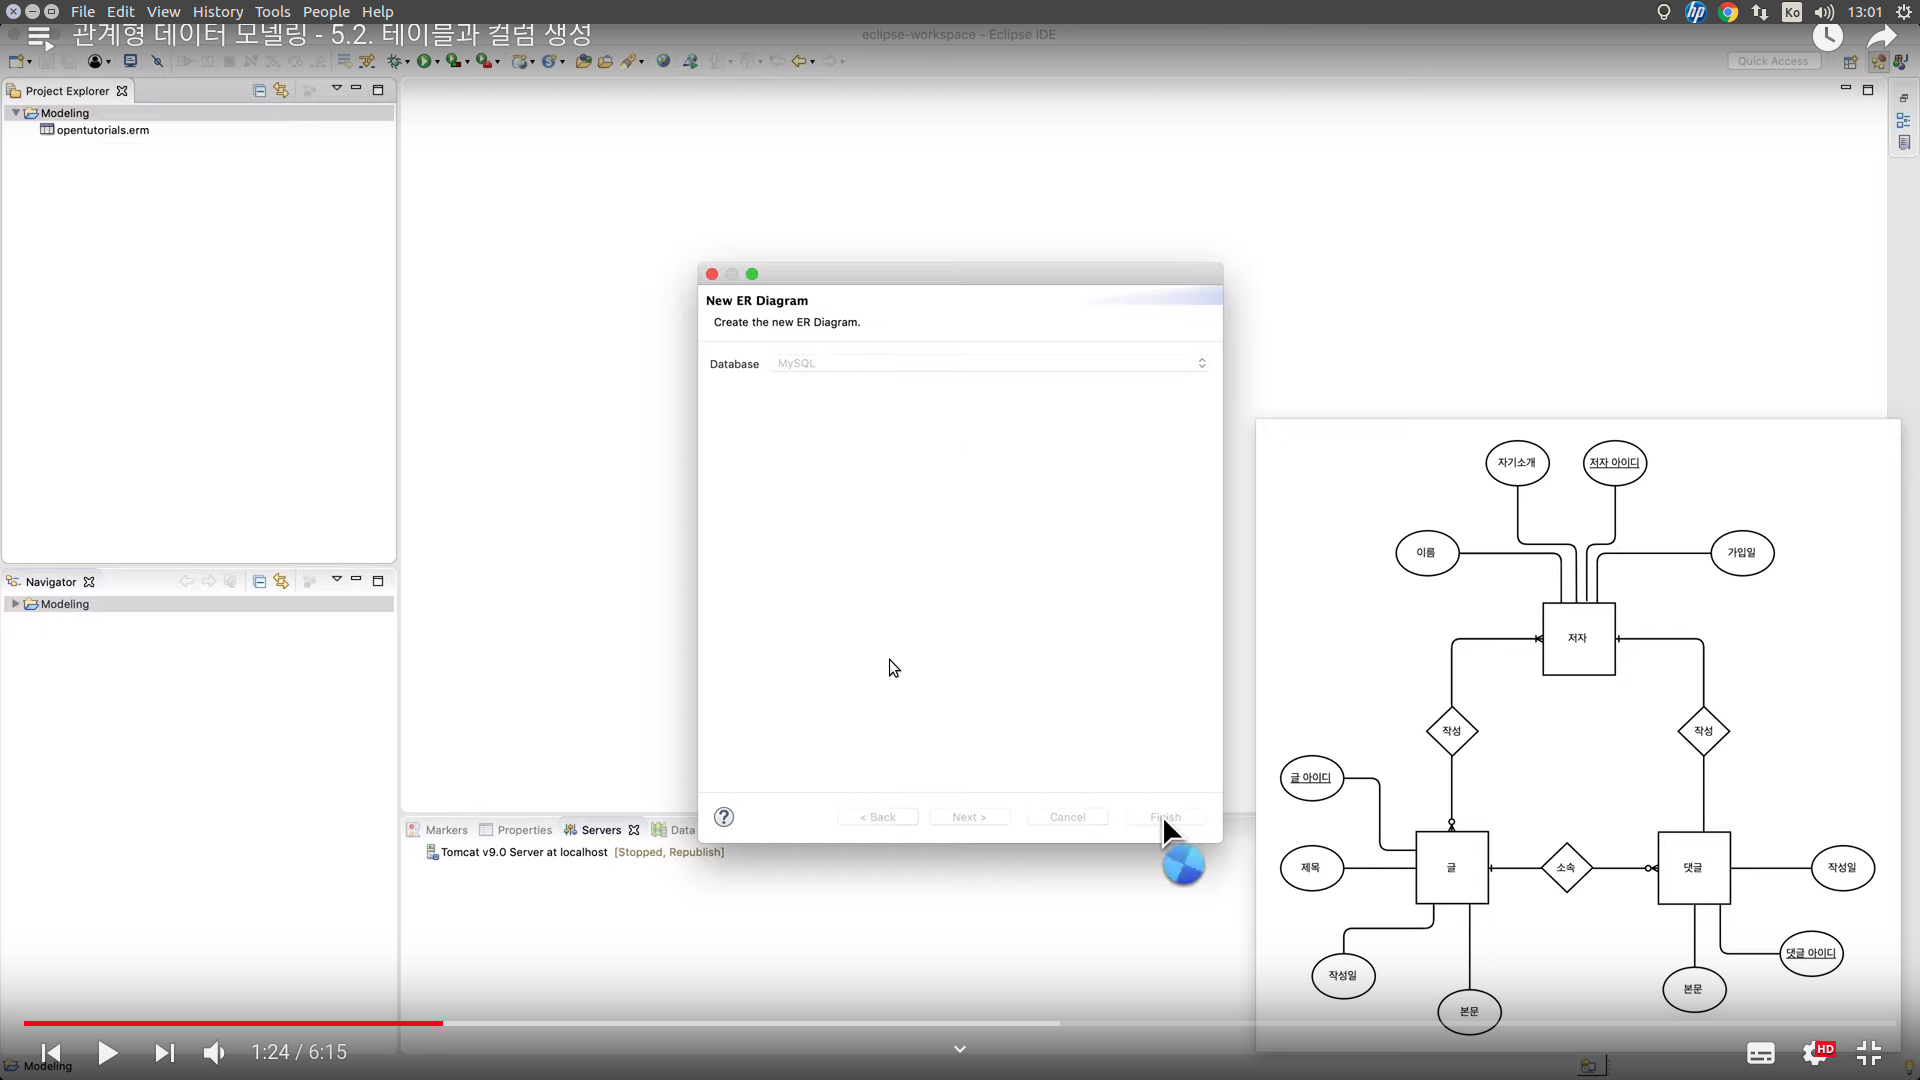 File Edit View History Tools People Help
Ko
13:01
관계형 데이터 모델링 - 5.2. 테이블과 컬럼 생성
eclipse-workspace - Eclipse IDE
Quick Access
Project Explorer
Modeling
opentutorials.erm
Navigator
Modeling
New ER Diagram
Create the new ER Diagram.
Database MySQL
< Back Next > Cancel Finish
Markers Properties Servers Data
Tomcat v9.0 Server at localhost [Stopped, Republish]
자기소개 저자 아이디
이름 가입일
저자
작성 작성
글 아이디
제목 글 소속 댓글 작성일
댓글 아이디
작성일 본문
본문
1:24 / 6:15
HD
Modeling